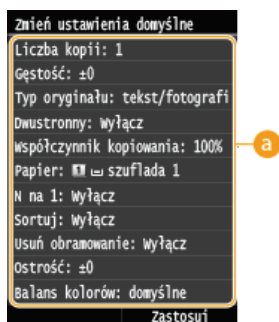 Zmień ustawienia domyślne
Liczba kopii: 1
Gęstość: ±0
Typ oryginału: tekst/fotografi
Dwustronny: Wyłącz
Współczynnik kopiowania: 100%
a
Papier: 1 szuflada 1
N na 1: Wyłącz
Sortuj: Wyłącz
Usuń obramowanie: Wyłącz
Ostrość: ±0
Balans kolorów: domyślne
Zastosuj